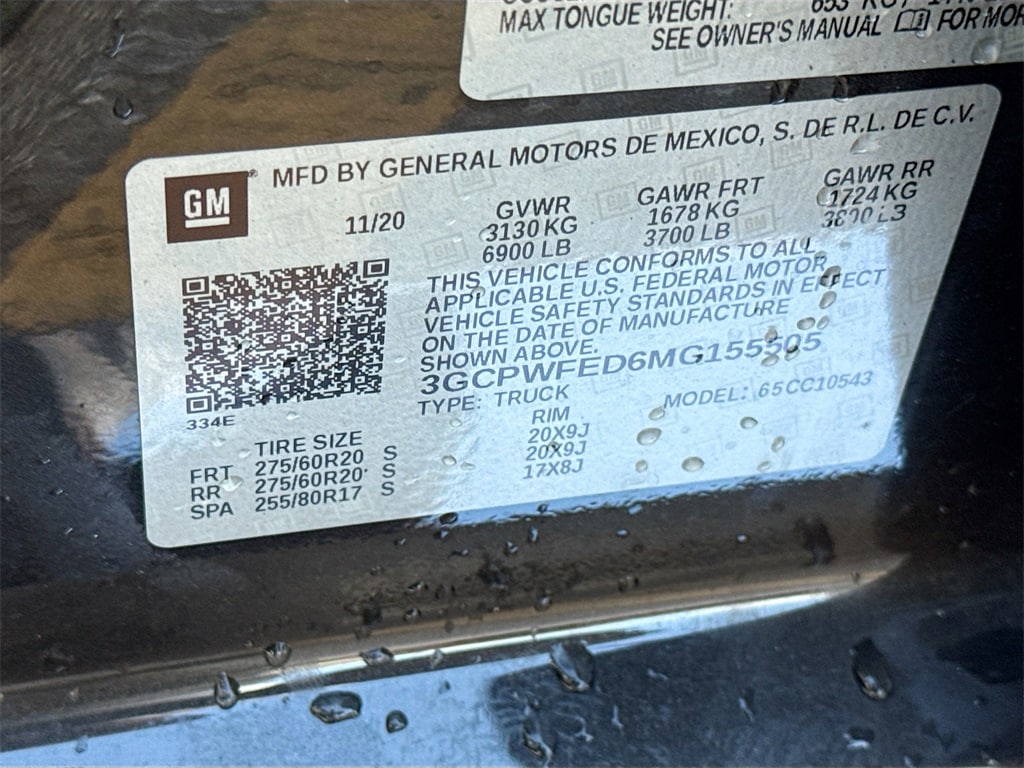 MAX TONGUE WEIGHT:
SEE OWNER'S MANUAL FOR MOR
GM
MFD BY GENERAL MOTORS DE MEXICO, S. DE R.L. DE C.V.
11/20
GVWR
3130 KG
6900 LB
GAWR FRT
1678 KG
3700 LB
GAWR RR
1724 KG
THIS VEHICLE CONFORMS TO ALL
APPLICABLE U.S. FEDERAL MOTOR
VEHICLE SAFETY STANDARDS IN EFFECT
ON THE DATE OF MANUFACTURE
SHOWN ABOVE.
3GCPWFED6MG155505
TYPE: TRUCK
MODEL: 65CC10543
334E
TIRE SIZE RIM
FRT 275/60R20 S 20X9J
RR 275/60R20 S 20X9J
SPA 255/80R17 S 17X8J